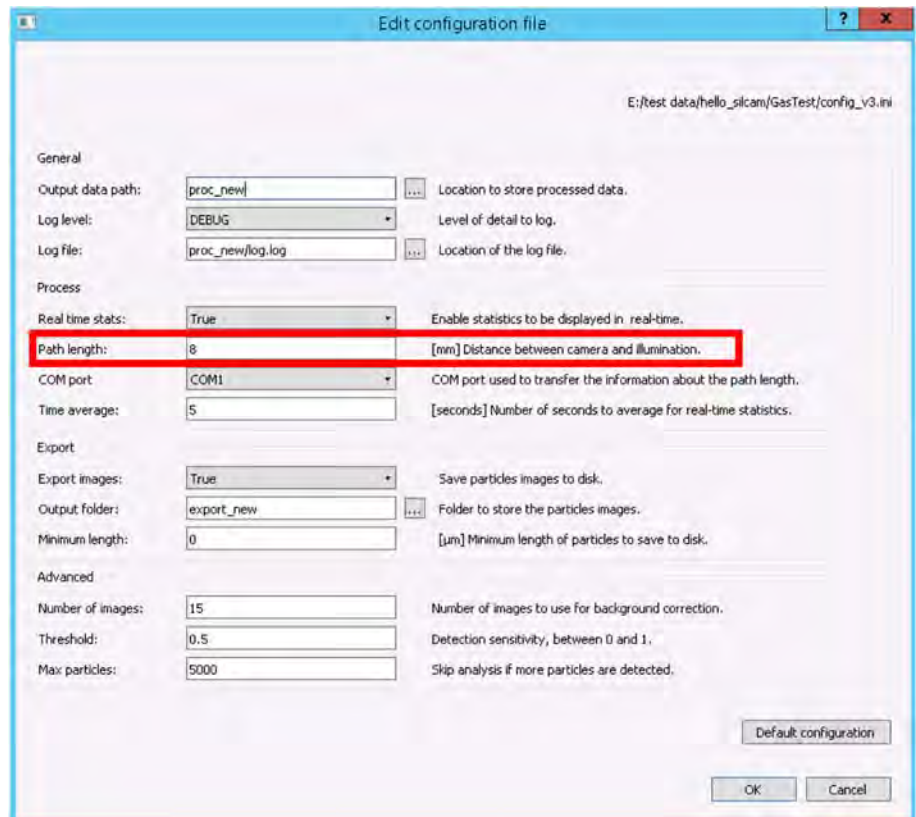 Edit configuration file
? x
E:/test data/hello_silcam/GasTest/config_v3.ini
General
Output data path: proc_new ... Location to store processed data.
Log level: DEBUG Level of detail to log.
Log file: proc_new/log.log ... Location of the log file.
Process
Real time stats: True Enable statistics to be displayed in real-time.
Path length: 8 [mm] Distance between camera and illumination.
COM port COM1 COM port used to transfer the information about the path length.
Time average: 5 [seconds] Number of seconds to average for real-time statistics.
Export
Export images: True Save particles images to disk.
Output folder: export_new ... Folder to store the particles images.
Minimum length: 0 [µm] Minimum length of particles to save to disk.
Advanced
Number of images: 15 Number of images to use for background correction.
Threshold: 0.5 Detection sensitivity, between 0 and 1.
Max particles: 5000 Skip analysis if more particles are detected.
Default configuration
OK Cancel